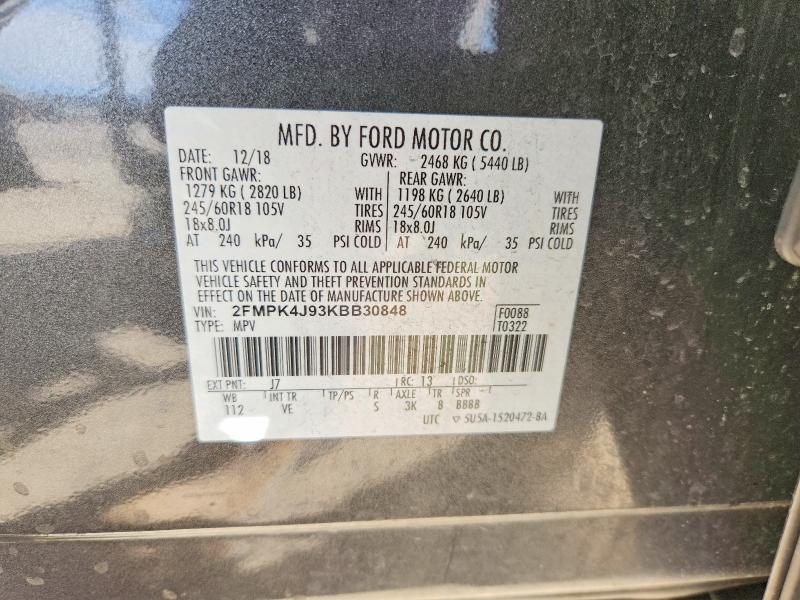 MFD. BY FORD MOTOR CO.
DATE: 12/18 GVWR: 2468 KG ( 5440 LB)
FRONT GAWR: REAR GAWR:
1279 KG ( 2820 LB) WITH 1198 KG ( 2640 LB) WITH
245/60R18 105V TIRES 245/60R18 105V TIRES
18x8.0J RIMS 18x8.0J RIMS
AT 240 kPa/ 35 PSI COLD AT 240 kPa/ 35 PSI COLD
THIS VEHICLE CONFORMS TO ALL APPLICABLE FEDERAL MOTOR
VEHICLE SAFETY AND THEFT PREVENTION STANDARDS IN
EFFECT ON THE DATE OF MANUFACTURE SHOWN ABOVE.
VIN: 2FMPK4J93KBB30848 F0088
TYPE: MPV T0322
EXT PNT: J7 RC: 13 DSO:
WB INT TR TP/PS R AXLE TR SPR
112 VE S 3K 8 BBBB
UTC ▽ 5U5A-1520472-BA